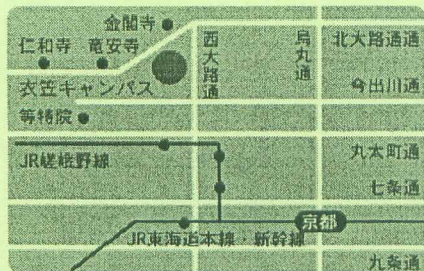 金閣寺
仁和寺 竜安寺
西大路通
烏丸通
北大路通通
衣笠キャンパス
今出川通
等持院
JR嵯峨野線
丸太町通
七条通
京都
JR東海道本線・新幹線
九条通